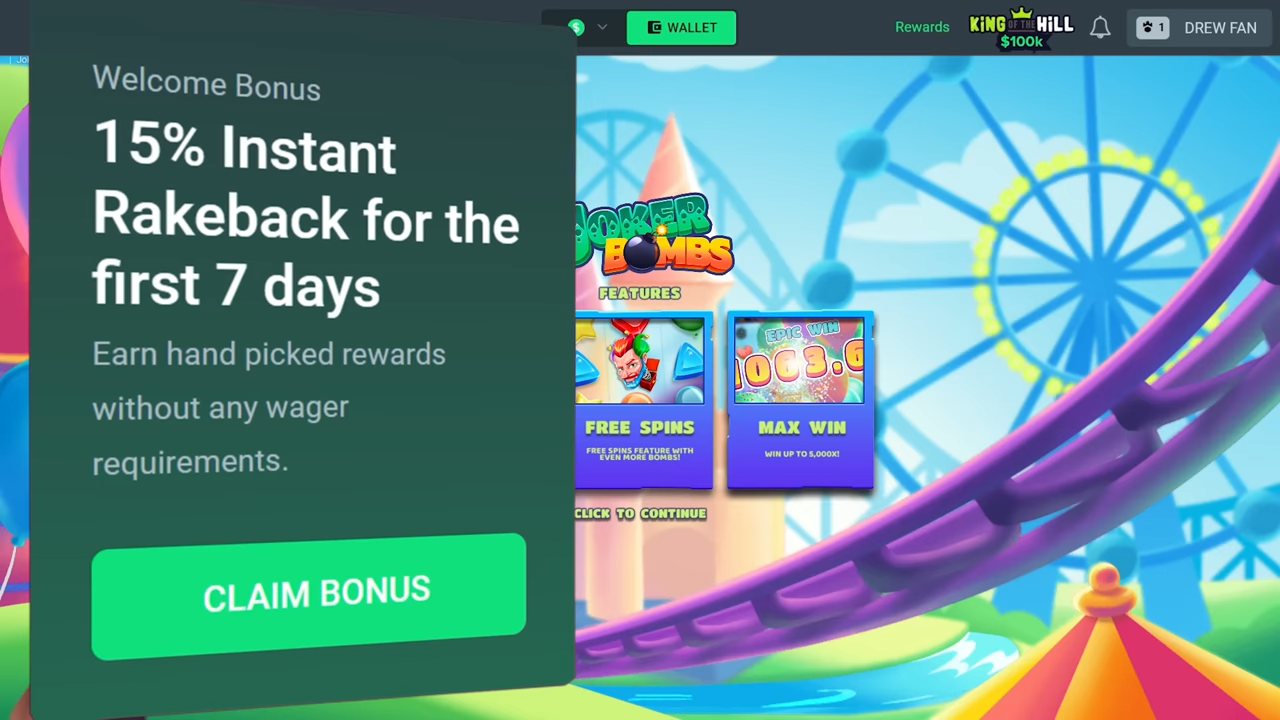 WALLET
Rewards
KING OF THE HILL
$100k
1
DREW FAN
Welcome Bonus
15% Instant
Rakeback for the
first 7 days
Earn hand picked rewards
without any wager
requirements.
CLAIM BONUS
JOKER
BOMBS
FEATURES
EPIC WIN
FREE SPINS
FREE SPINS FEATURE WITH
EVEN MORE BOMBS!
MAX WIN
WIN UP TO 5,000X!
CLICK TO CONTINUE